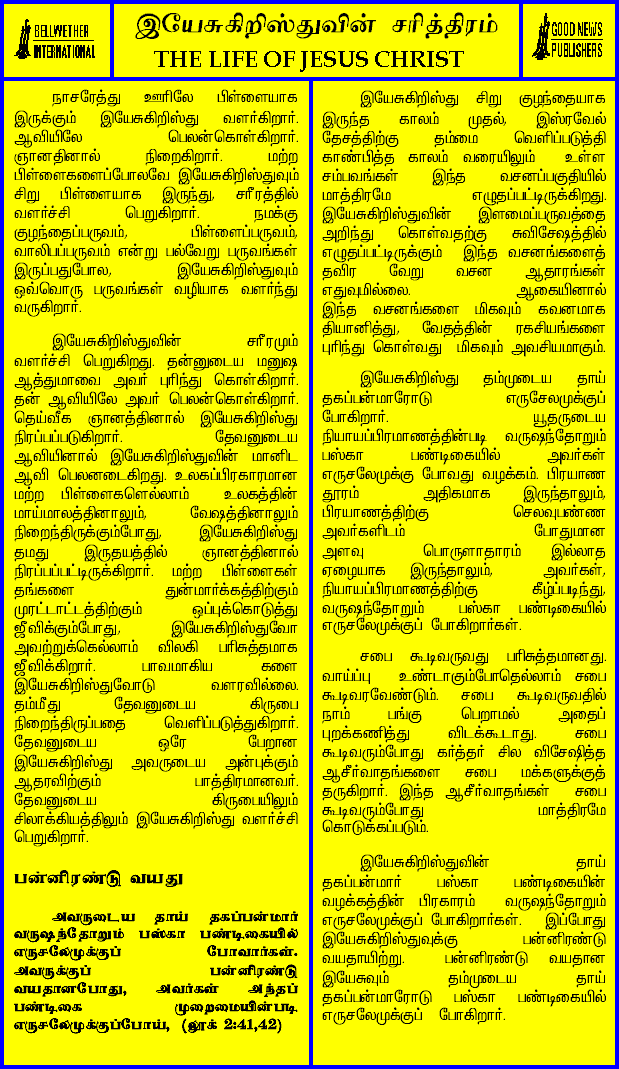 BELLWETHER
INTERNATIONAL
இயேசுகிறிஸ்துவின் சரித்திரம்
THE LIFE OF JESUS CHRIST
GOOD NEWS
PUBLISHERS
நாசரேத்து ஊரிலே பிள்ளையாக
இருக்கும் இயேசுகிறிஸ்து வளர்கிறார்.
ஆவியிலே பெலன்கொள்கிறார்.
ஞானதினால் நிறைகிறார். மற்ற
பிள்ளைகளைப்போலவே இயேசுகிறிஸ்துவும்
சிறு பிள்ளையாக இருந்து, சரீரத்தில்
வளர்ச்சி பெறுகிறார். நமக்கு
குழந்தைப்பருவம், பிள்ளைப்பருவம்,
வாலிபப்பருவம் என்று பல்வேறு பருவங்கள்
இருப்பதுபோல, இயேசுகிறிஸ்துவும்
ஒவ்வொரு பருவங்கள் வழியாக வளர்ந்து
வருகிறார்.
இயேசுகிறிஸ்துவின் சரீரமும்
வளர்ச்சி பெறுகிறது. தன்னுடைய மனுஷ
ஆத்துமாவை அவர் புரிந்து கொள்கிறார்.
தன் ஆவியிலே அவர் பெலன்கொள்கிறார்.
தெய்வீக ஞானத்தினால் இயேசுகிறிஸ்து
நிரப்பப்படுகிறார். தேவனுடைய
ஆவியினால் இயேசுகிறிஸ்துவின் மானிட
ஆவி பெலனடைகிறது. உலகப்பிரகாரமான
மற்ற பிள்ளைகளெல்லாம் உலகத்தின்
மாய்மாலத்தினாலும், வேஷத்தினாலும்
நிறைந்திருக்கும்போது, இயேசுகிறிஸ்து
தமது இருதயத்தில் ஞானத்தினால்
நிரப்பப்பட்டிருக்கிறார். மற்ற பிள்ளைகள்
தங்களை துன்மார்க்கத்திற்கும்
முரட்டாட்டத்திற்கும் ஒப்புக்கொடுத்து
ஜீவிக்கும்போது, இயேசுகிறிஸ்துவோ
அவற்றுக்கெல்லாம் விலகி பரிசுத்தமாக
ஜீவிக்கிறார். பாவமாகிய களை
இயேசுகிறிஸ்துவோடு வளரவில்லை.
தம்மீது தேவனுடைய கிருபை
நிறைந்திருப்பதை வெளிப்படுத்துகிறார்.
தேவனுடைய ஒரே பேறான
இயேசுகிறிஸ்து அவருடைய அன்புக்கும்
ஆதரவிற்கும் பாத்திரமானவர்.
தேவனுடைய கிருபையிலும்
சிலாக்கியத்திலும் இயேசுகிறிஸ்து வளர்ச்சி
பெறுகிறார்.
பன்னிரண்டு வயது
அவருடைய தாய் தகப்பன்மார்
வருஷந்தோறும் பஸ்கா பண்டிகையில்
எருசலேமுக்குப் போவார்கள்.
அவருக்குப் பன்னிரண்டு
வயதானபோது, அவர்கள் அந்தப்
பண்டிகை முறைமையின்படி
எருசலேமுக்குப்போய், (லூக் 2:41,42)
இயேசுகிறிஸ்து சிறு குழந்தையாக
இருந்த காலம் முதல், இஸ்ரவேல்
தேசத்திற்கு தம்மை வெளிப்படுத்தி
காண்பித்த காலம் வரையிலும் உள்ள
சம்பவங்கள் இந்த வசனப்பகுதியில்
மாத்திரமே எழுதப்பட்டிருக்கிறது.
இயேசுகிறிஸ்துவின் இளமைப்பருவத்தை
அறிந்து கொள்வதற்கு சுவிசேஷத்தில்
எழுதப்பட்டிருக்கும் இந்த வசனங்களைத்
தவிர வேறு வசன ஆதாரங்கள்
எதுவுமில்லை. ஆகையினால்
இந்த வசனங்களை மிகவும் கவனமாக
தியானித்து, வேதத்தின் ரகசியங்களை
புரிந்து கொள்வது மிகவும் அவசியமாகும்.
இயேசுகிறிஸ்து தம்முடைய தாய்
தகப்பன்மாரோடு எருசேலமுக்குப்
போகிறார். யூதருடைய
நியாயப்பிரமாணத்தின்படி வருஷந்தோறும்
பஸ்கா பண்டிகையில் அவர்கள்
எருசலேமுக்கு போவது வழக்கம். பிரயாண
தூரம் அதிகமாக இருந்தாலும்,
பிரயாணத்திற்கு செலவுபண்ண
அவர்களிடம் போதுமான
அளவு பொருளாதாரம் இல்லாத
ஏழையாக இருந்தாலும், அவர்கள்,
நியாயப்பிரமாணத்திற்கு கீழ்ப்படிந்து,
வருஷந்தோறும் பஸ்கா பண்டிகையில்
எருசலேமுக்குப் போகிறார்கள்.
சபை கூடிவருவது பரிசுத்தமானது.
வாய்ப்பு உண்டாகும்போதெல்லாம் சபை
கூடிவரவேண்டும். சபை கூடிவருவதில்
நாம் பங்கு பெறாமல் அதைப்
புறக்கணித்து விடக்கூடாது. சபை
கூடிவரும்போது கர்த்தர் சில விசேஷித்த
ஆசீர்வாதங்களை சபை மக்களுக்குத்
தருகிறார். இந்த ஆசீர்வாதங்கள் சபை
கூடிவரும்போது மாத்திரமே
கொடுக்கப்படும்.
இயேசுகிறிஸ்துவின் தாய்
தகப்பன்மார் பஸ்கா பண்டிகையின்
வழக்கத்தின் பிரகாரம் வருஷந்தோறும்
எருசலேமுக்குப் போகிறார்கள். இப்போது
இயேசுகிறிஸ்துவுக்கு பன்னிரண்டு
வயதாயிற்று. பன்னிரண்டு வயதான
இயேசுவும் தம்முடைய தாய்
தகப்பன்மாரோடு பஸ்கா பண்டிகையில்
எருசலேமுக்குப் போகிறார்.